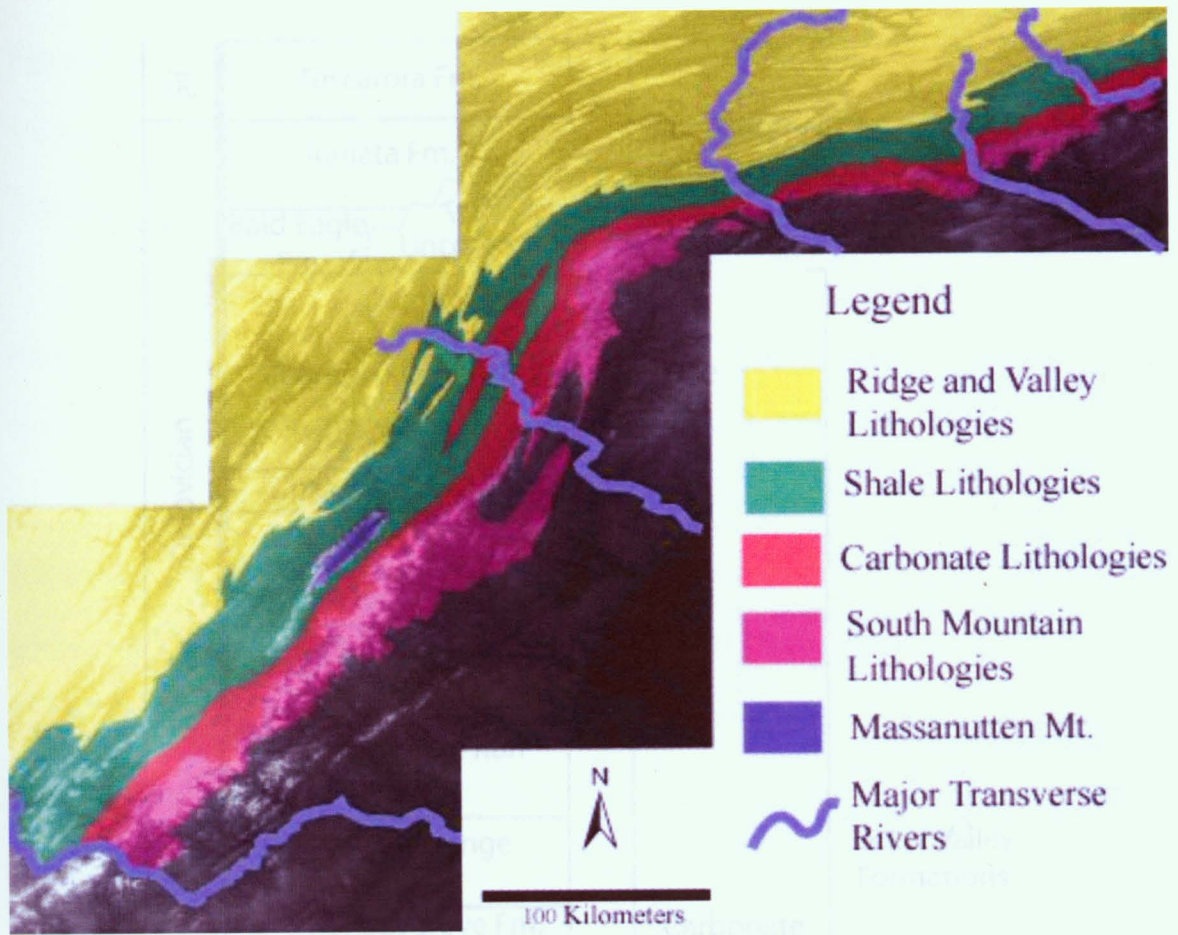 Legend
Ridge and Valley
Lithologies
Shale Lithologies
Carbonate Lithologies
South Mountain
Lithologies
Massanutten Mt.
Major Transverse
Rivers
N
100 Kilometers